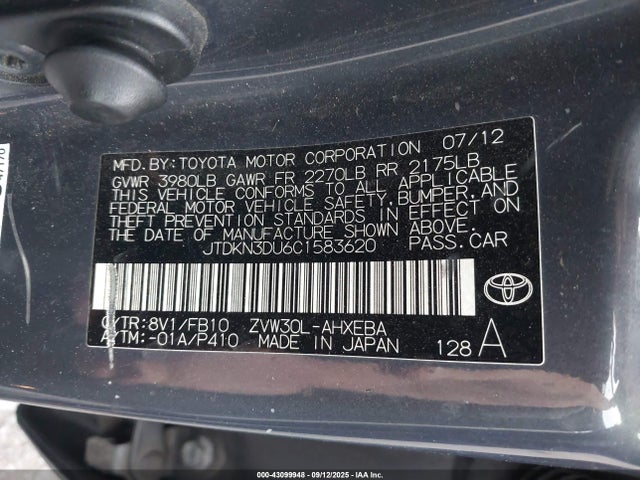 MFD.BY:TOYOTA MOTOR CORPORATION 07/12
GVWR 3980LB GAWR FR 2270LB RR 2175LB
THIS VEHICLE CONFORMS TO ALL APPLICABLE
FEDERAL MOTOR VEHICLE SAFETY,BUMPER,AND
THEFT PREVENTION STANDARDS IN EFFECT ON
THE DATE OF MANUFACTURE SHOWN ABOVE.
JTDKN3DU6C1583620 PASS.CAR
C/TR:8V1/FB10 ZVW30L-AHXEBA
A/TM:-01A/P410 MADE IN JAPAN 128 A
000-43099948 - 09/12/2025 - IAAI